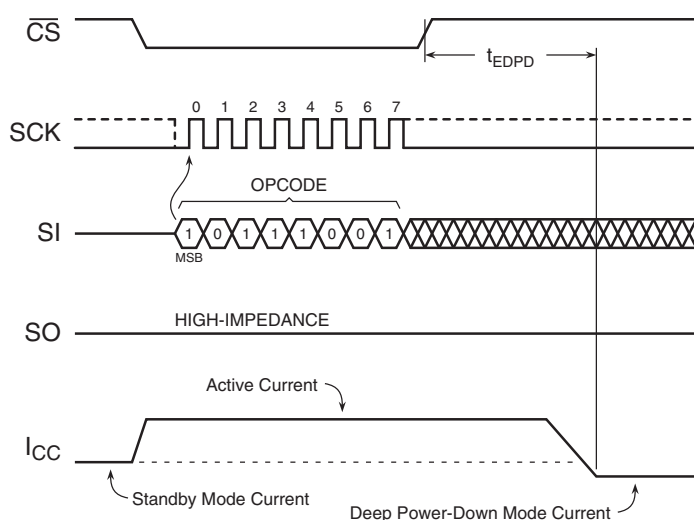 CS
tEDPD
0 1 2 3 4 5 6 7
SCK
OPCODE
SI
1 0 1 1 1 0 0 1
MSB
HIGH-IMPEDANCE
SO
Active Current
ICC
Standby Mode Current
Deep Power-Down Mode Current